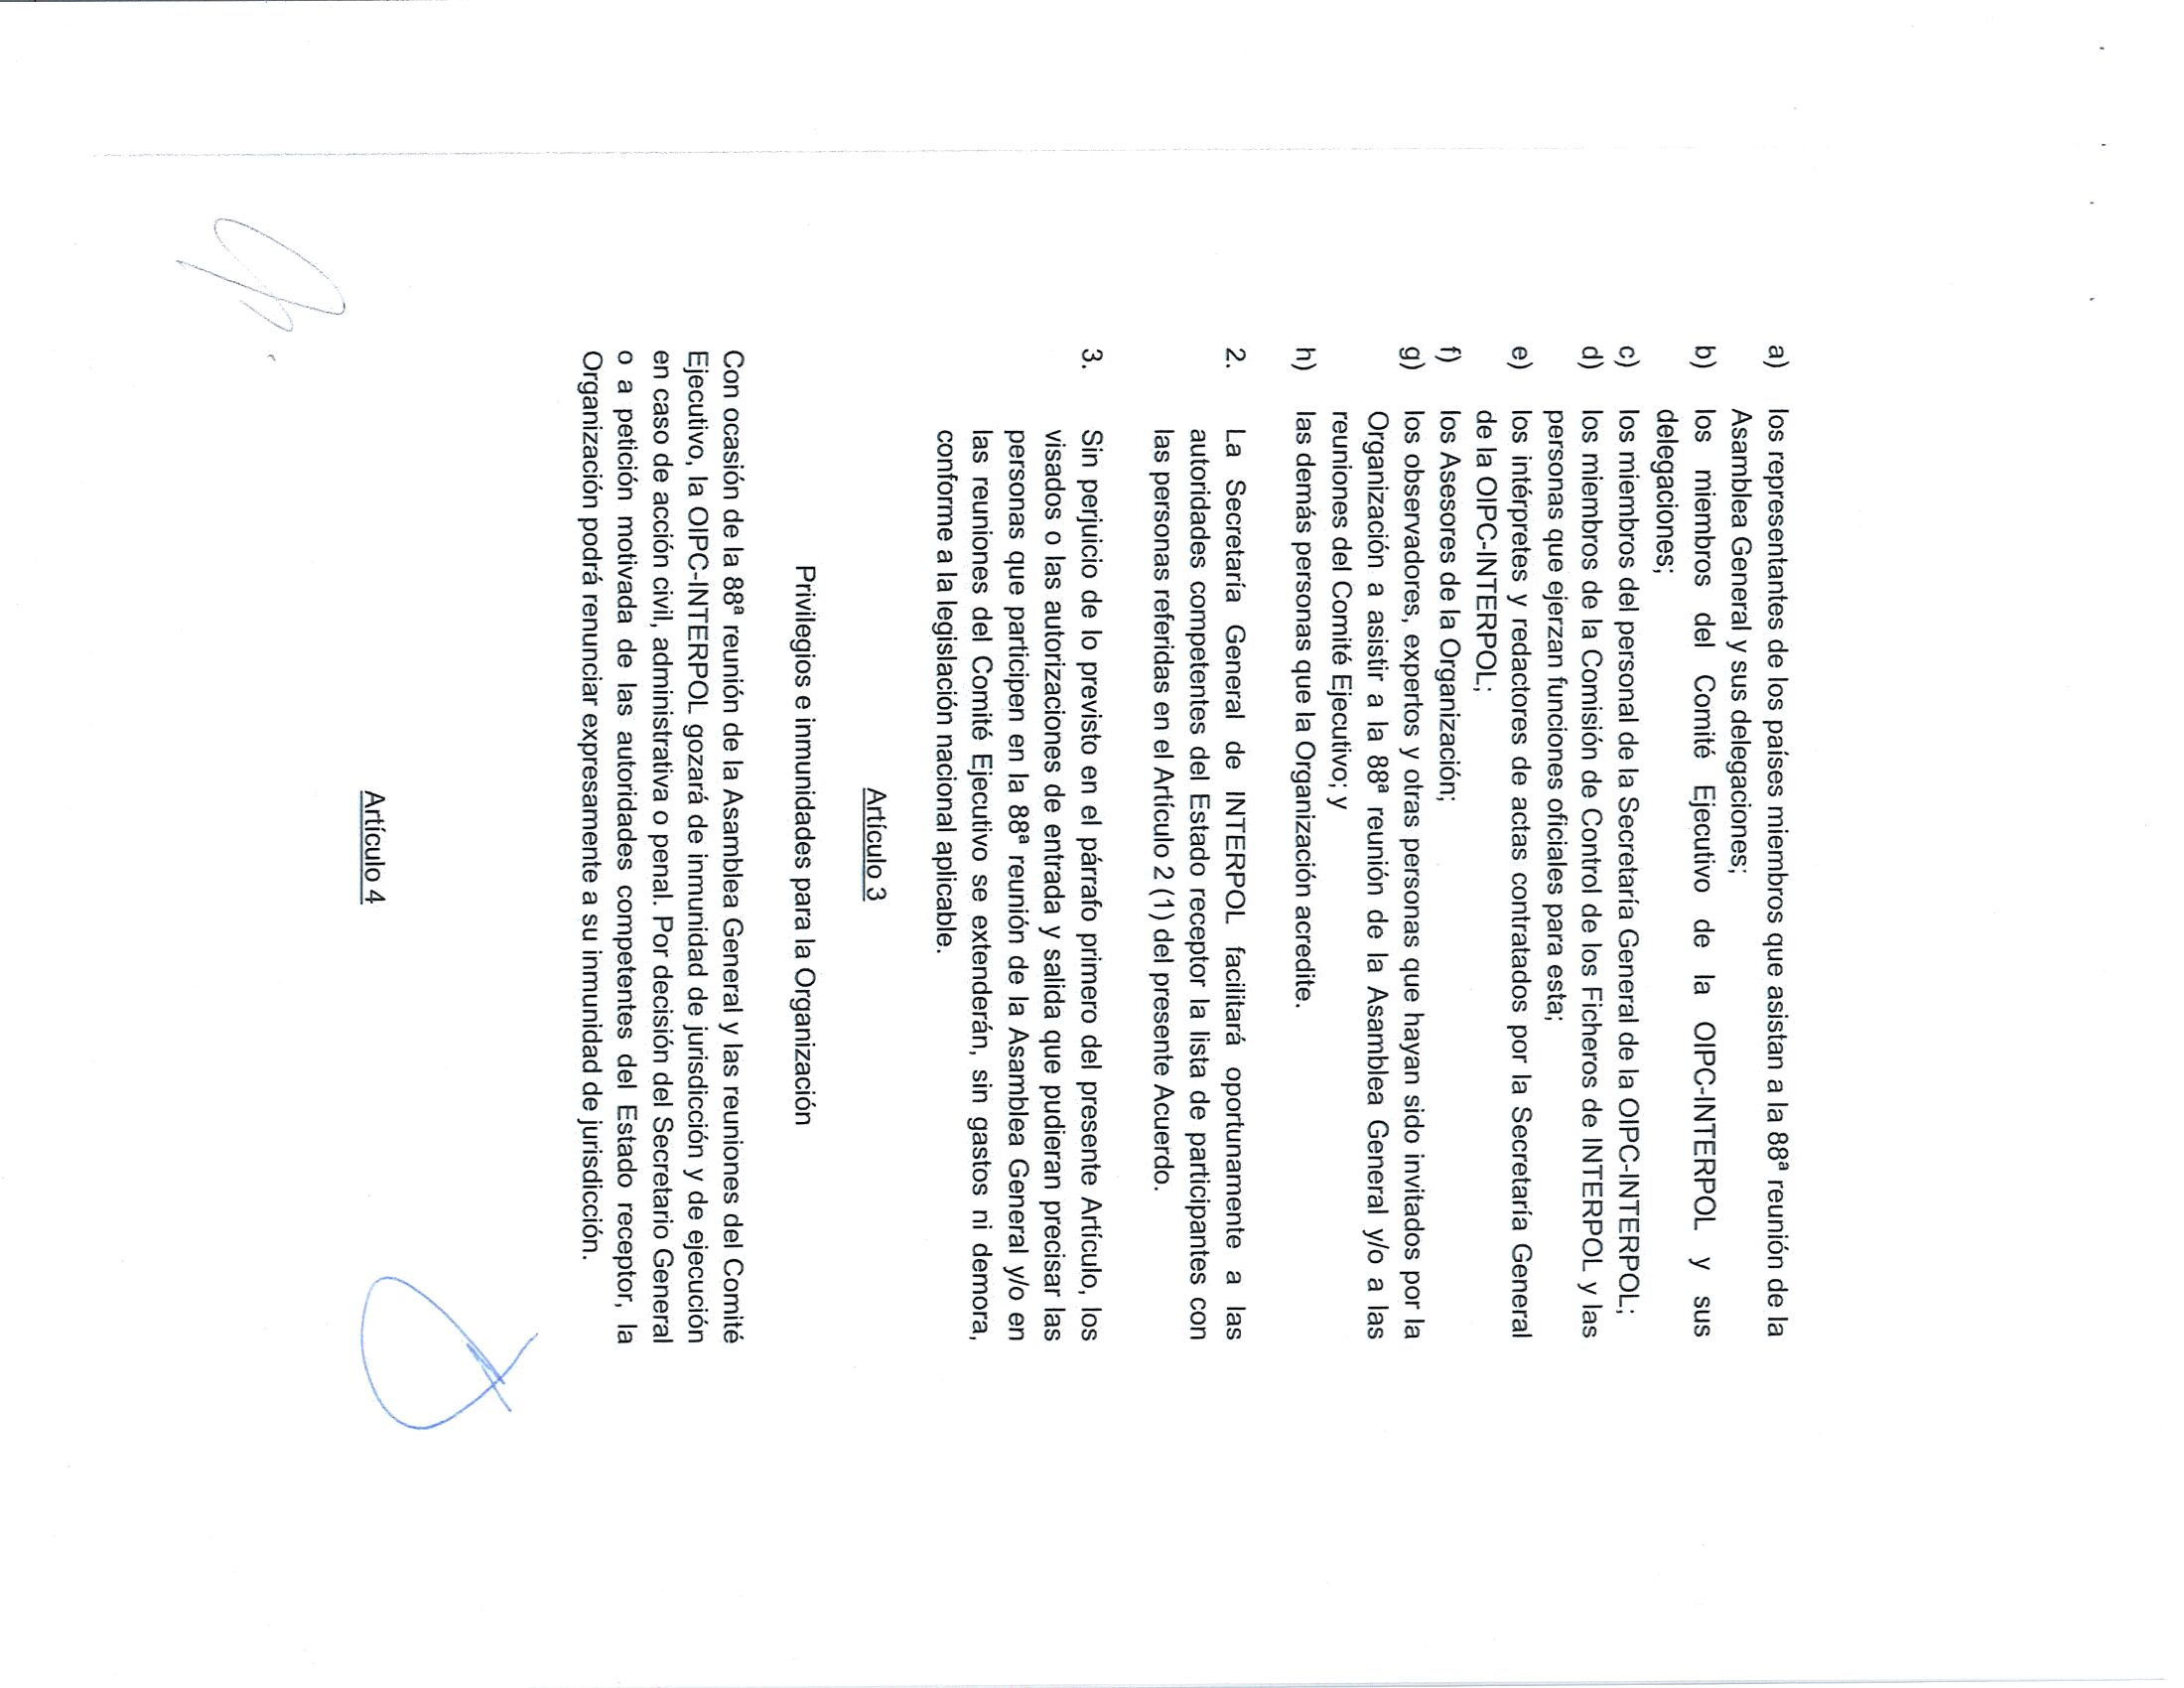 a) los representantes de los países miembros que asistan a la 88ª reunión de la
Asamblea General y sus delegaciones;
b) los miembros del Comité Ejecutivo de la OIPC-INTERPOL y sus
delegaciones;
c) los miembros del personal de la Secretaría General de la OIPC-INTERPOL;
d) los miembros de la Comisión de Control de los Ficheros de INTERPOL y las
personas que ejerzan funciones oficiales para esta;
e) los intérpretes y redactores de actas contratados por la Secretaría General
de la OIPC-INTERPOL;
f) los Asesores de la Organización;
g) los observadores, expertos y otras personas que hayan sido invitados por la
Organización a asistir a la 88ª reunión de la Asamblea General y/o a las
reuniones del Comité Ejecutivo; y
h) las demás personas que la Organización acredite.
2. La Secretaría General de INTERPOL facilitará oportunamente a las
autoridades competentes del Estado receptor la lista de participantes con
las personas referidas en el Artículo 2 (1) del presente Acuerdo.
3. Sin perjuicio de lo previsto en el párrafo primero del presente Artículo, los
visados o las autorizaciones de entrada y salida que pudieran precisar las
personas que participen en la 88ª reunión de la Asamblea General y/o en
las reuniones del Comité Ejecutivo se extenderán, sin gastos ni demora,
conforme a la legislación nacional aplicable.
Artículo 3
Privilegios e inmunidades para la Organización
Con ocasión de la 88ª reunión de la Asamblea General y las reuniones del Comité
Ejecutivo, la OIPC-INTERPOL gozará de inmunidad de jurisdicción y de ejecución
en caso de acción civil, administrativa o penal. Por decisión del Secretario General
o a petición motivada de las autoridades competentes del Estado receptor, la
Organización podrá renunciar expresamente a su inmunidad de jurisdicción.
Artículo 4